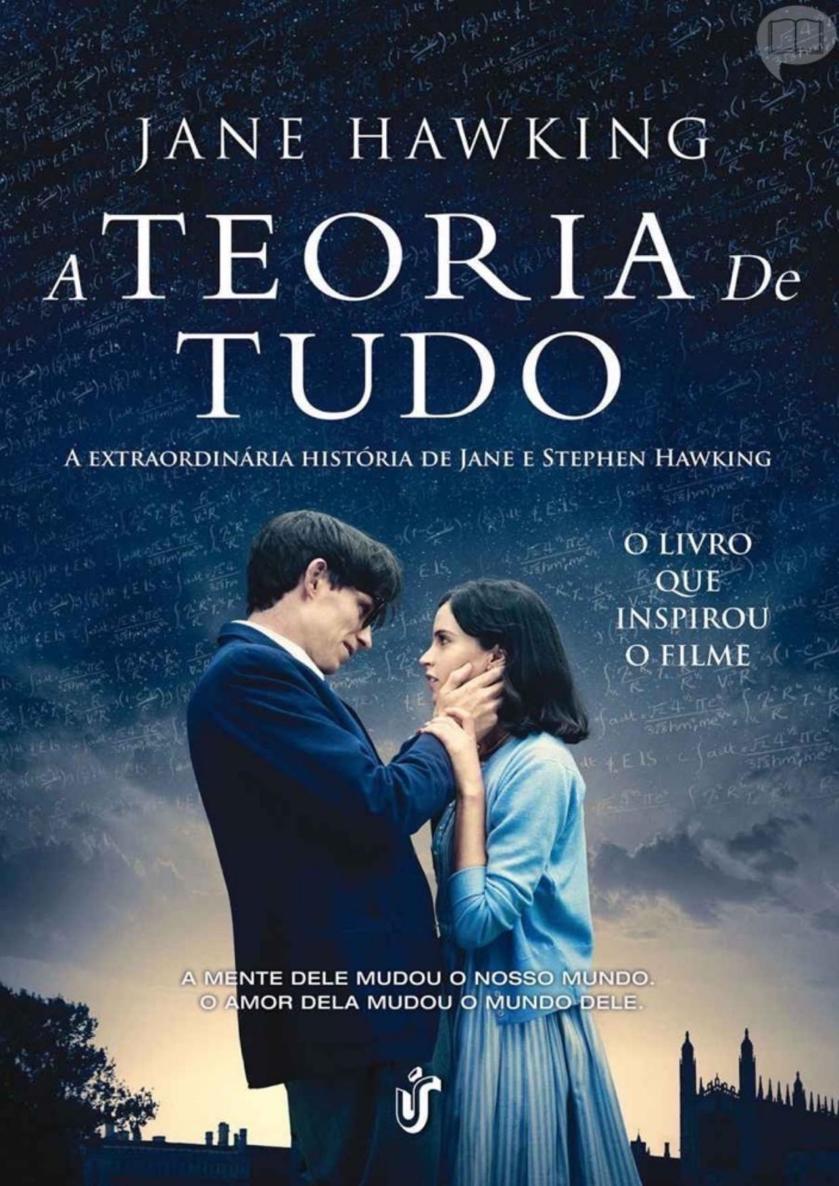 JANE HAWKING
A TEORIA De
TUDO
A EXTRAORDINÁRIA HISTÓRIA DE JANE E STEPHEN HAWKING
O LIVRO
QUE
INSPIROU
O FILME
A MENTE DELE MUDOU O NOSSO MUNDO.
O AMOR DELA MUDOU O MUNDO DELE.